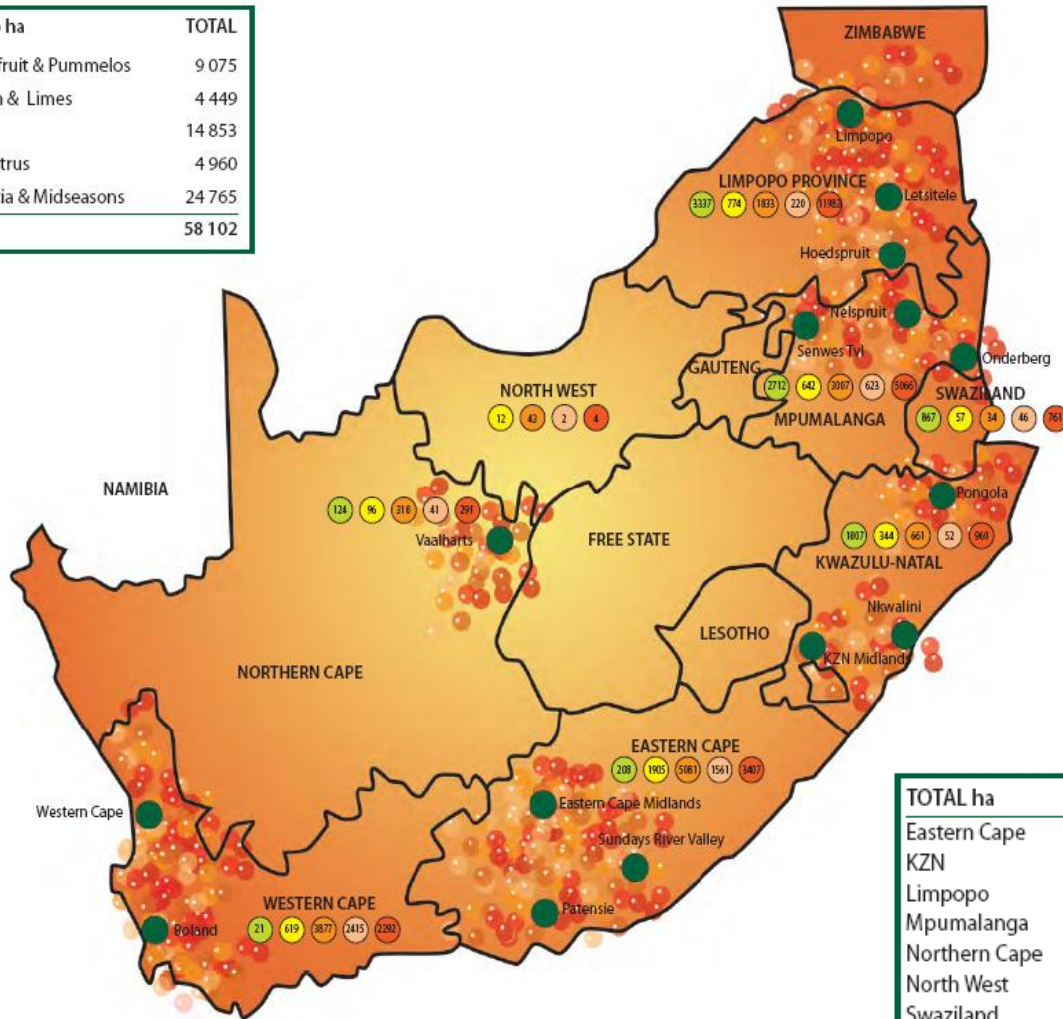 ha TOTAL
fruit & Pummelos 9 075
& Limes 4 449
14 853
trus 4 960
ia & Midseasons 24 765
58 102
ZIMBABWE
Limpopo
LIMPOPO PROVINCE
3337 774 1833 220 11983
Letsitele
Hoedspruit
Nelspruit
Senwes Tvl
Onderberg
GAUTENG
2712 642 3007 623 5066
MPUMALANGA
SWAZILAND
867 57 34 46 761
NORTH WEST
12 43 2 4
NAMIBIA
124 96 318 41 291
Vaalharts
FREE STATE
Pongola
1807 344 661 52 960
KWAZULU-NATAL
Nkwalini
LESOTHO
KZN Midlands
NORTHERN CAPE
EASTERN CAPE
208 1905 5081 1561 3407
Western Cape
Eastern Cape Midlands
Sundays River Valley
Patensie
WESTERN CAPE
21 619 3877 2415 2292
Boland
TOTAL ha
Eastern Cape
KZN
Limpopo
Mpumalanga
Northern Cape
North West
Swaziland